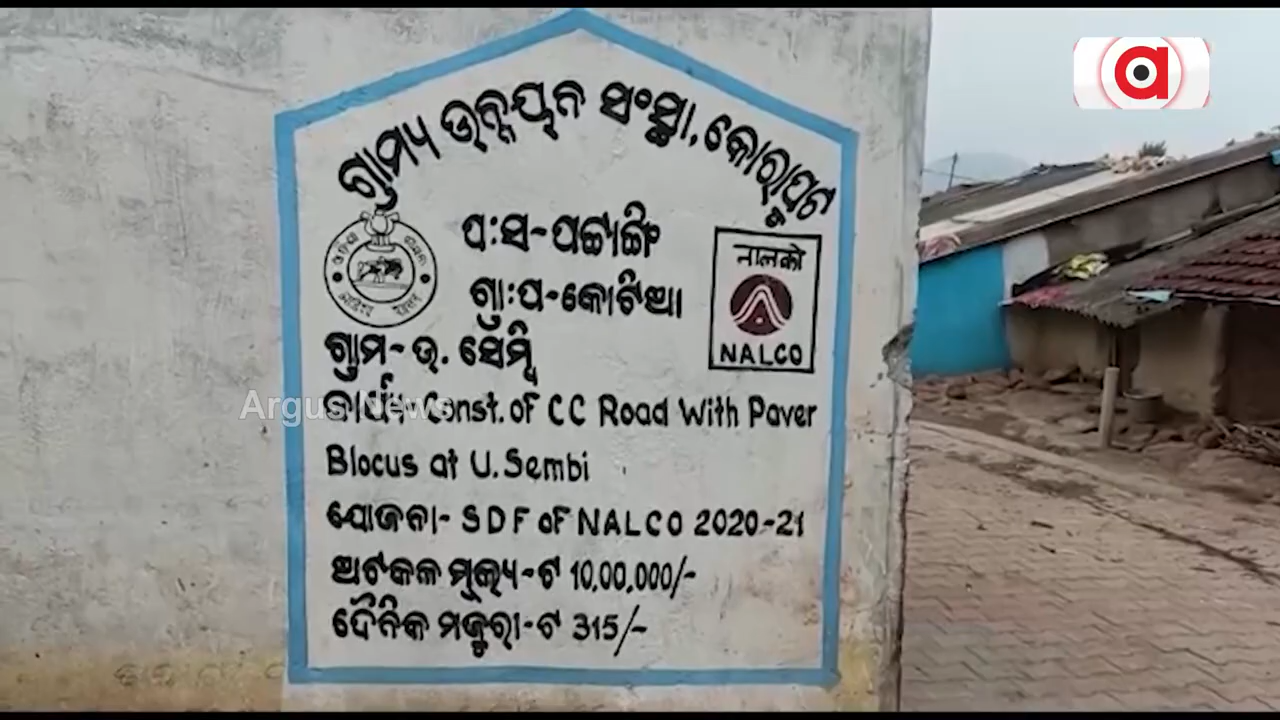 ଗ୍ରାମ୍ୟ ଉନ୍ନୟନ ସଂସ୍ଥା, କୋରାପୁଟ
ପଃସ-ପଟ୍ଟାଙ୍ଗି
ଗ୍ରାଃପ-କୋଟିଆ
ନାଲକୋ
NALCO
ଗ୍ରାମ- ଉ. ସେମ୍ବି
କାର୍ଯ୍ୟ- Const. of CC Road With Paver
Blocus at U. Sembi
ଯୋଜନା- SDF of NALCO 2020-21
ଅଟକଳ ମୂଲ୍ୟ-ଟ 10,00,000/-
ଦୈନିକ ମଜୁରୀ-ଟ 315/-
Argus News
a